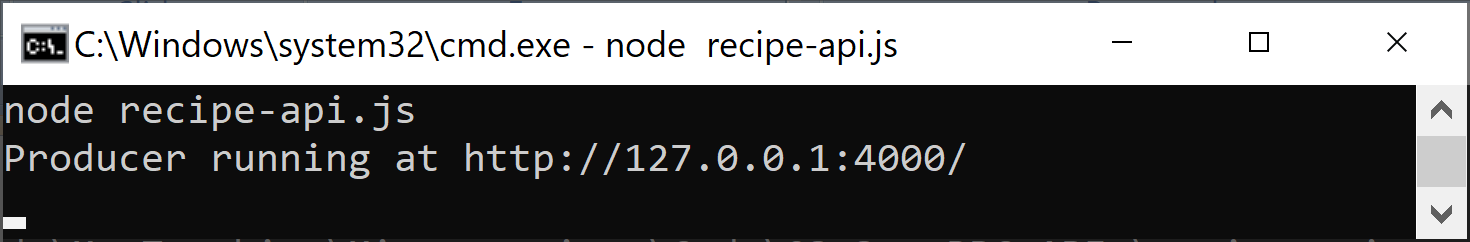 C:\Windows\system32\cmd.exe - node  recipe-api.js
node recipe-api.js
Producer running at http://127.0.0.1:4000/